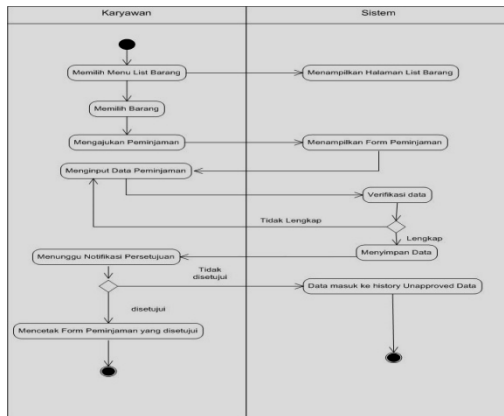 Karyawan
Sistem
Memilih Menu List Barang
Menampilkan Halaman List Barang
Memilih Barang
Mengajukan Peminjaman
Menampilkan Form Peminjaman
Menginput Data Peminjaman
Verifikasi data
Tidak Lengkap
Lengkap
Menyimpan Data
Menunggu Notifikasi Persetujuan
Tidak
disetujui
Data masuk ke history Unapproved Data
disetujui
Mencetak Form Peminjaman yang disetujui